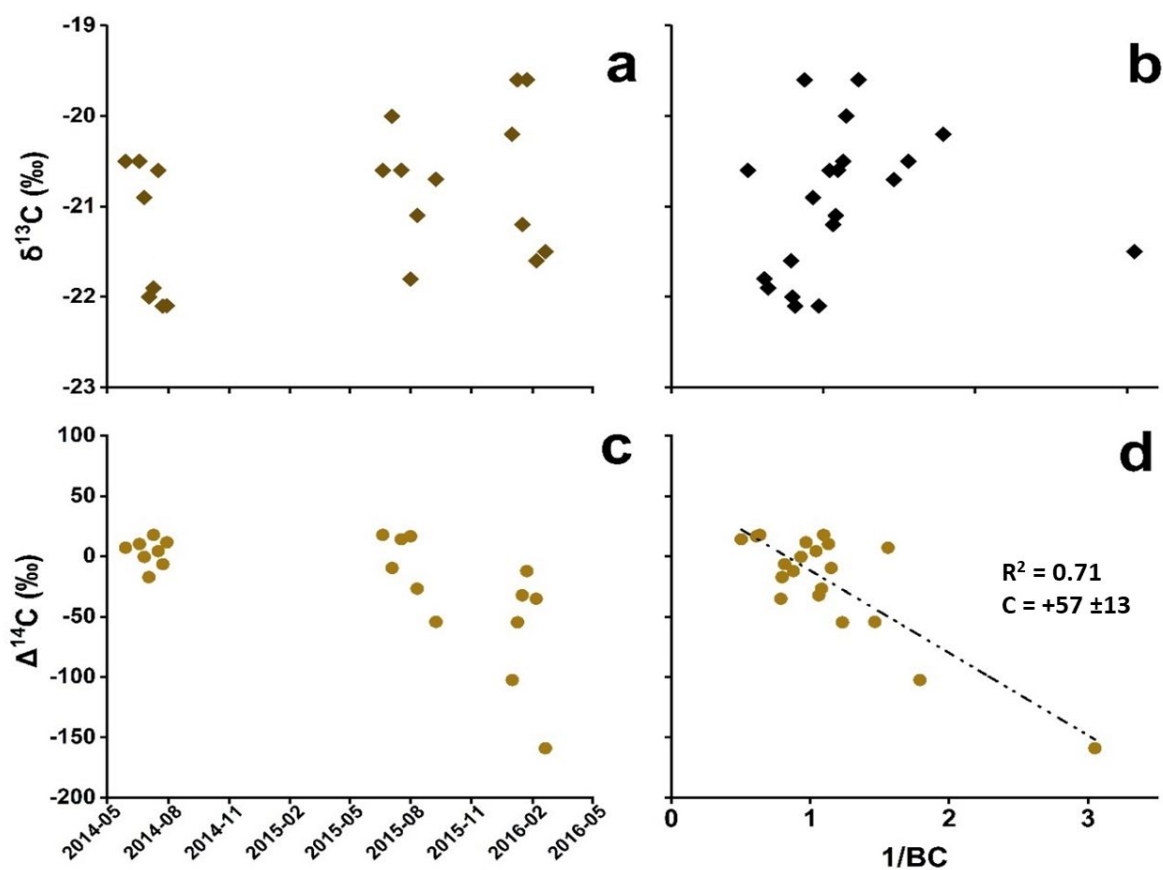 a
b
-19
-20
-21
-22
-23
δ¹³C (‰)
c
d
100
50
0
-50
-100
-150
-200
Δ¹⁴C (‰)
R² = 0.71
C = +57 ±13
2014-05
2014-08
2014-11
2015-02
2015-05
2015-08
2015-11
2016-02
2016-05
0
1
2
3
1/BC